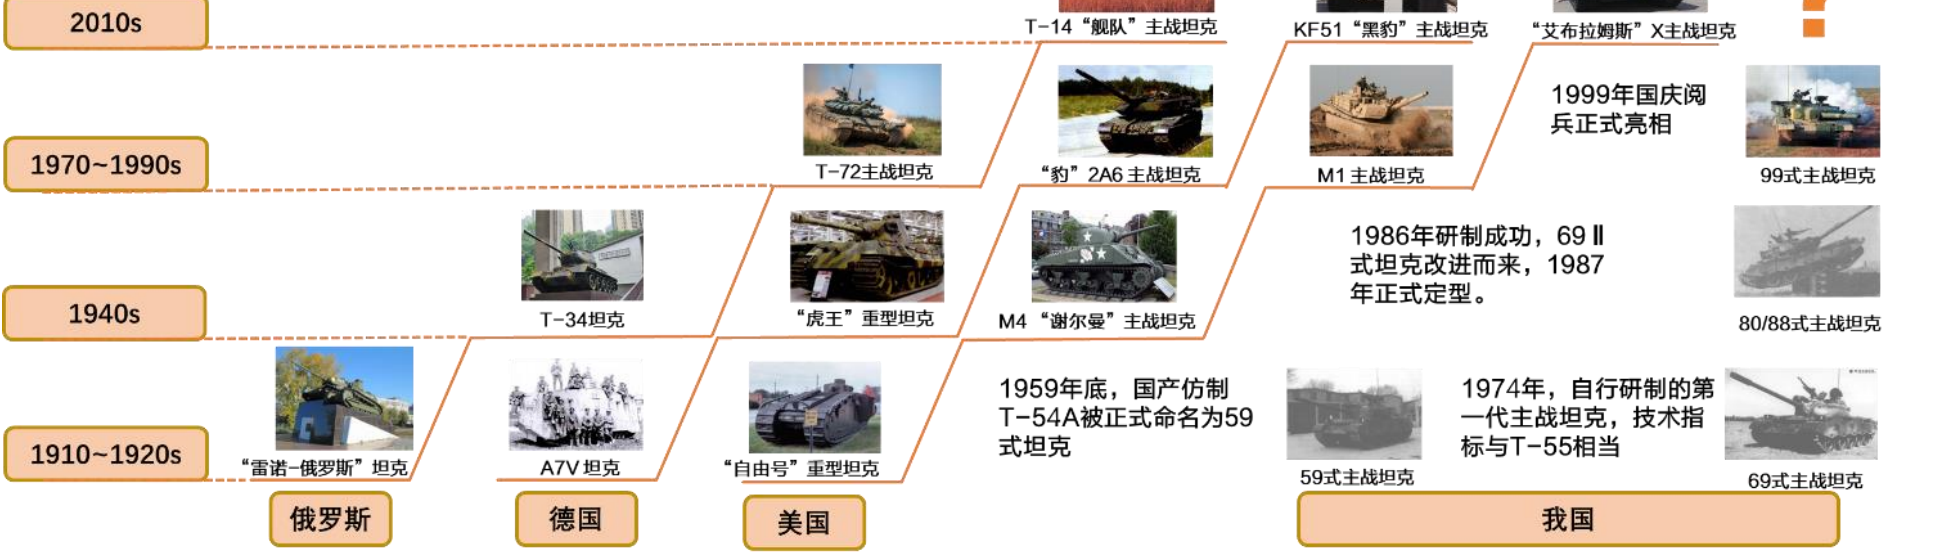 2010s
T-14“舰队”主战坦克
KF51“黑豹”主战坦克
“艾布拉姆斯”X主战坦克
?
1970~1990s
T-72主战坦克
“豹”2A6 主战坦克
M1 主战坦克
1999年国庆阅
兵正式亮相
99式主战坦克
1940s
T-34坦克
“虎王”重型坦克
M4 “谢尔曼”主战坦克
1986年研制成功，69Ⅱ
式坦克改进而来，1987
年正式定型。
80/88式主战坦克
1910~1920s
“雷诺-俄罗斯”坦克
A7V 坦克
“自由号”重型坦克
1959年底，国产仿制
T-54A被正式命名为59
式坦克
59式主战坦克
1974年，自行研制的第
一代主战坦克，技术指
标与T-55相当
69式主战坦克
俄罗斯
德国
美国
我国